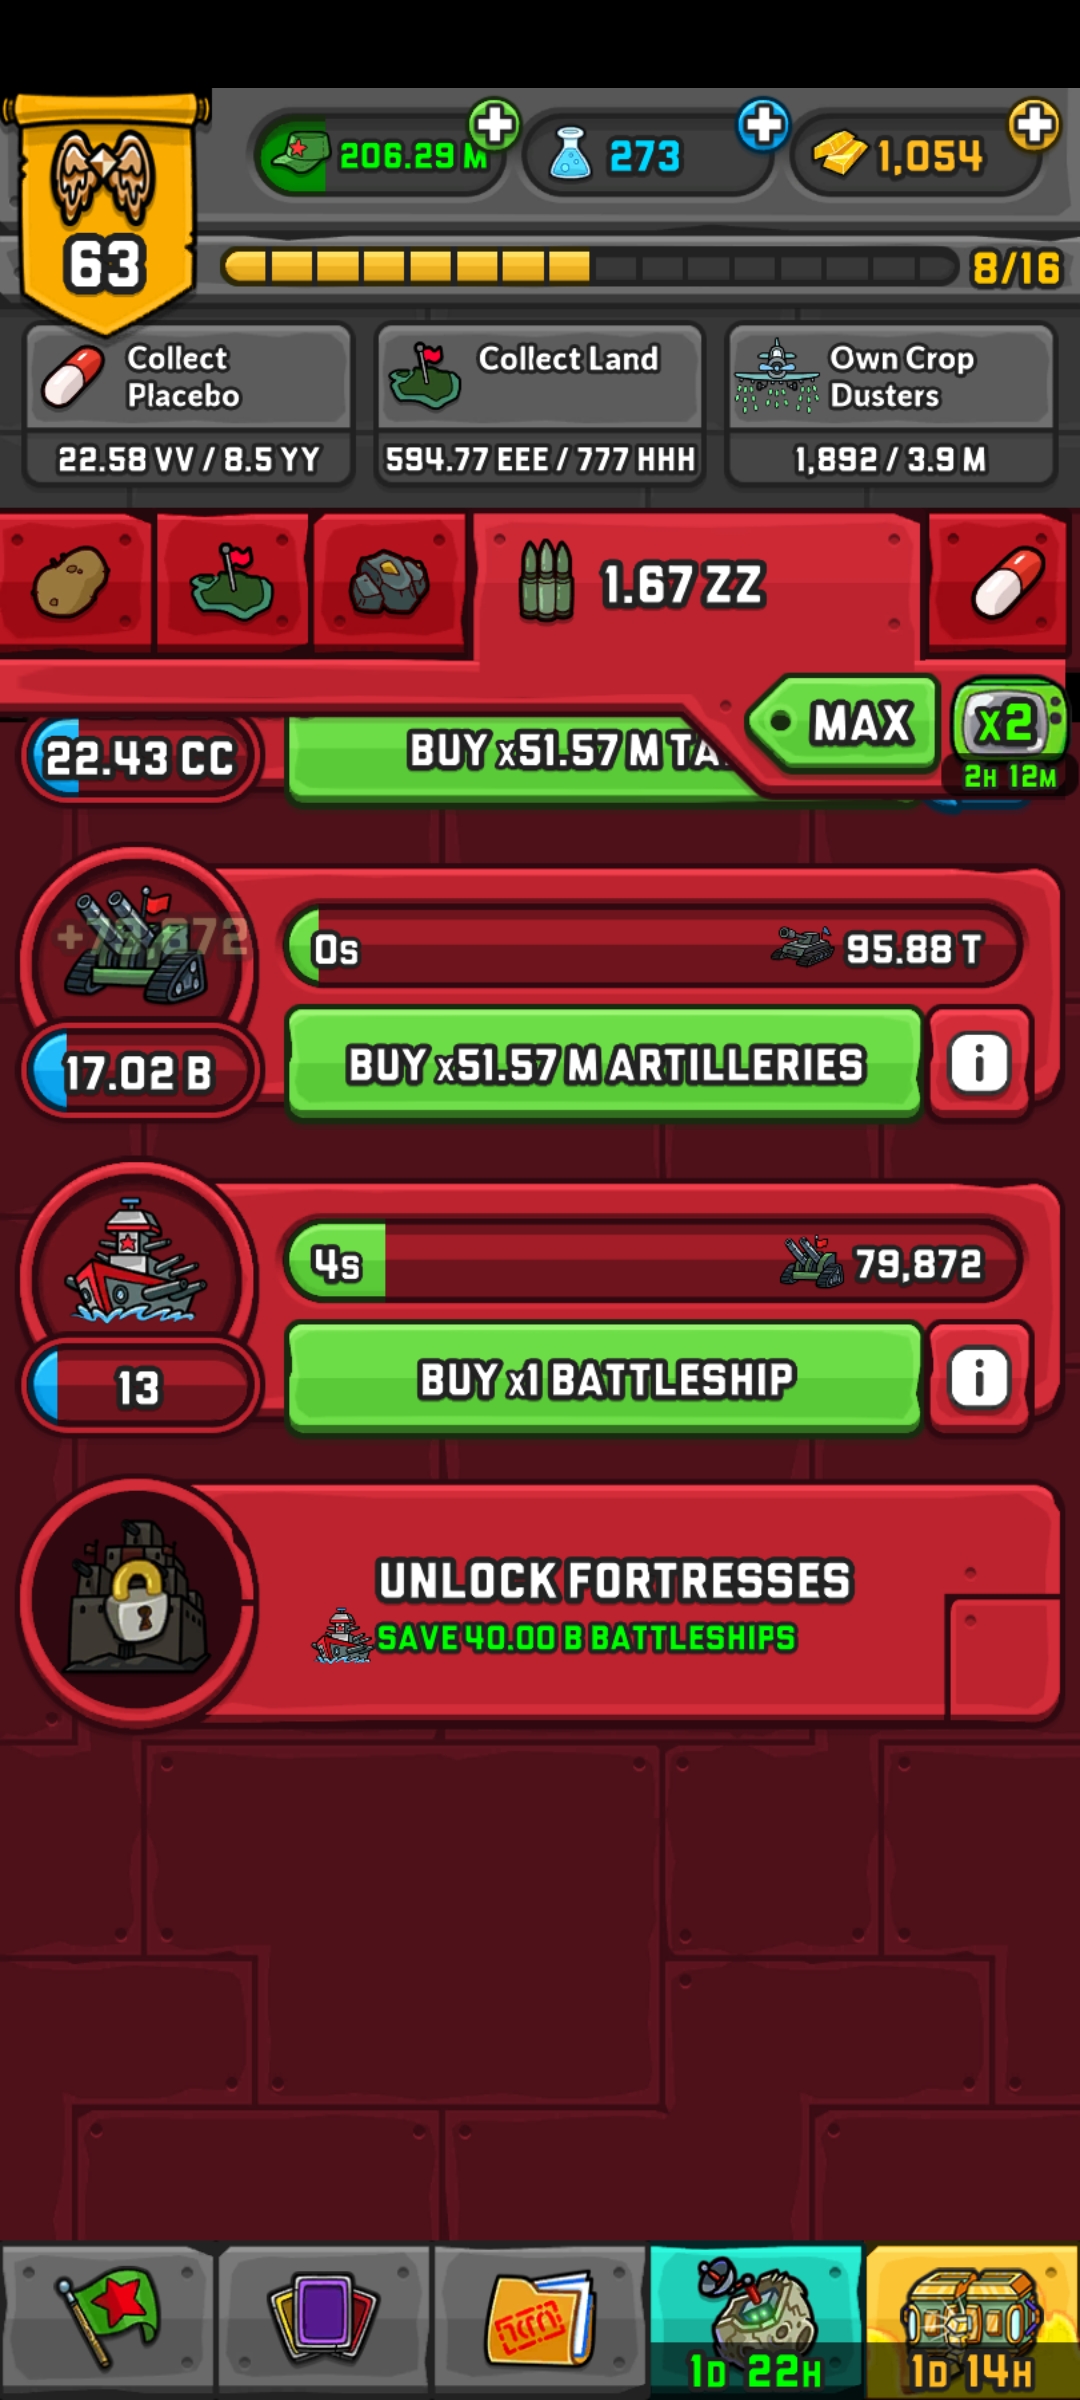 206.29 M
273
1,054
63
8/16
Collect
Placebo
22.58 VV / 8.5 YY
Collect Land
594.77 EEE / 777 HHH
Own Crop
Dusters
1,892 / 3.9 M
1.67 ZZ
MAX
x2
2H 12M
22.43 CC
BUY x51.57 M TA
0s
95.88 T
17.02 B
BUY x51.57 M ARTILLERIES
i
4s
79,872
13
BUY x1 BATTLESHIP
i
UNLOCK FORTRESSES
SAVE 40.00 B BATTLESHIPS
1D 22H
1D 14H